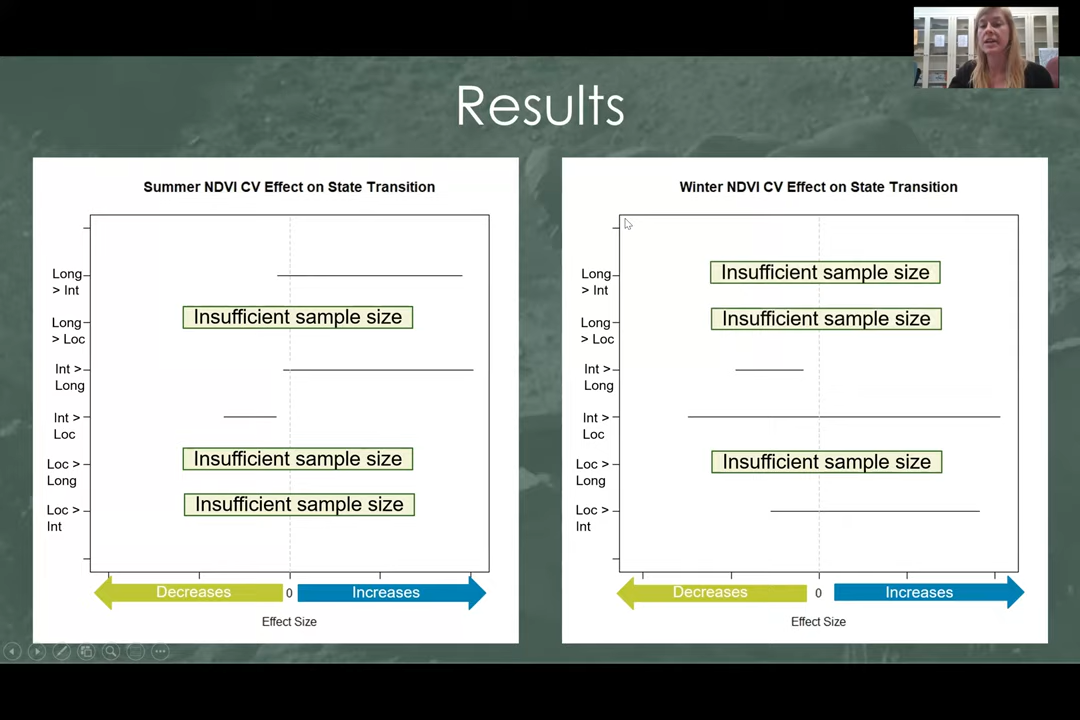 Results
Summer NDVI CV Effect on State Transition
Long
> Int
Insufficient sample size
Long
> Loc
Int >
Long
Int >
Loc
Insufficient sample size
Loc >
Long
Insufficient sample size
Loc >
Int
Decreases
0
Increases
Effect Size
Winter NDVI CV Effect on State Transition
Insufficient sample size
Long
> Int
Insufficient sample size
Long
> Loc
Int >
Long
Int >
Loc
Insufficient sample size
Loc >
Long
Loc >
Int
Decreases
0
Increases
Effect Size